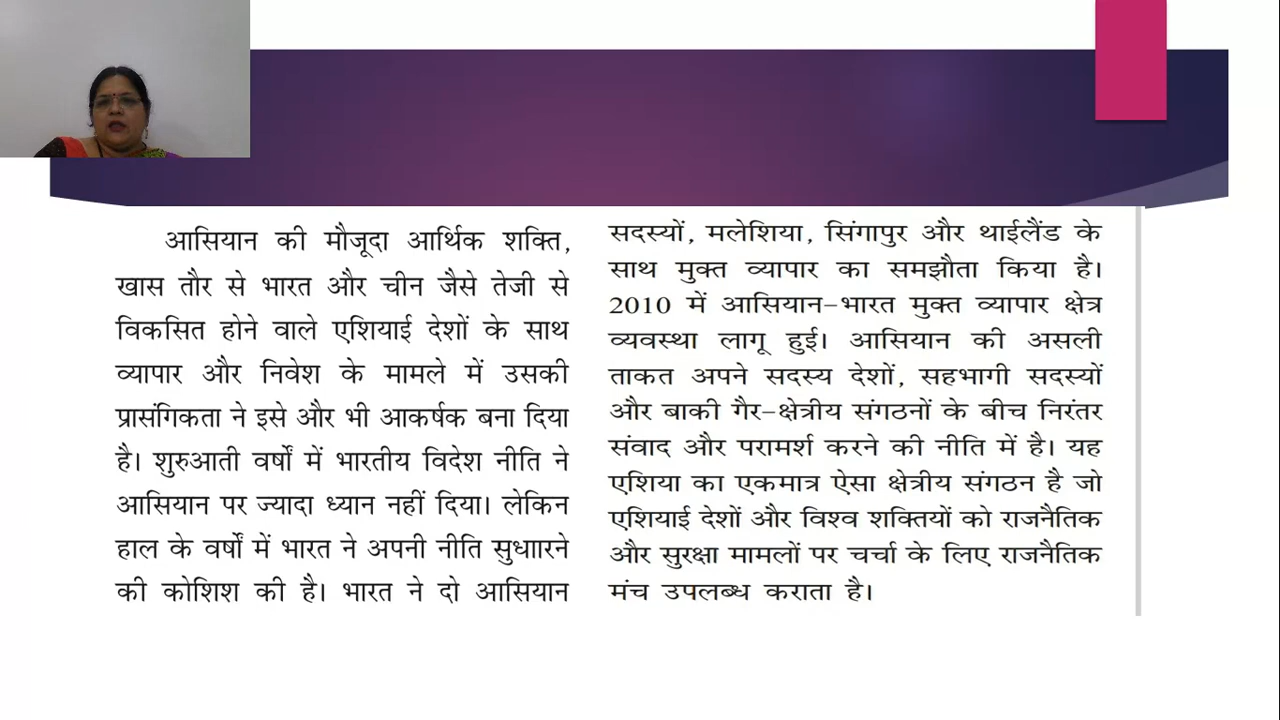 आसियान की मौजूदा आर्थिक शक्ति,
खास तौर से भारत और चीन जैसे तेजी से
विकसित होने वाले एशियाई देशों के साथ
व्यापार और निवेश के मामले में उसकी
प्रासंगिकता ने इसे और भी आकर्षक बना दिया
है। शुरुआती वर्षों में भारतीय विदेश नीति ने
आसियान पर ज्यादा ध्यान नहीं दिया। लेकिन
हाल के वर्षों में भारत ने अपनी नीति सुधाारने
की कोशिश की है। भारत ने दो आसियान
सदस्यों, मलेशिया, सिंगापुर और थाईलैंड के
साथ मुक्त व्यापार का समझौता किया है।
2010 में आसियान-भारत मुक्त व्यापार क्षेत्र
व्यवस्था लागू हुई। आसियान की असली
ताकत अपने सदस्य देशों, सहभागी सदस्यों
और बाकी गैर-क्षेत्रीय संगठनों के बीच निरंतर
संवाद और परामर्श करने की नीति में है। यह
एशिया का एकमात्र ऐसा क्षेत्रीय संगठन है जो
एशियाई देशों और विश्व शक्तियों को राजनैतिक
और सुरक्षा मामलों पर चर्चा के लिए राजनैतिक
मंच उपलब्ध कराता है।